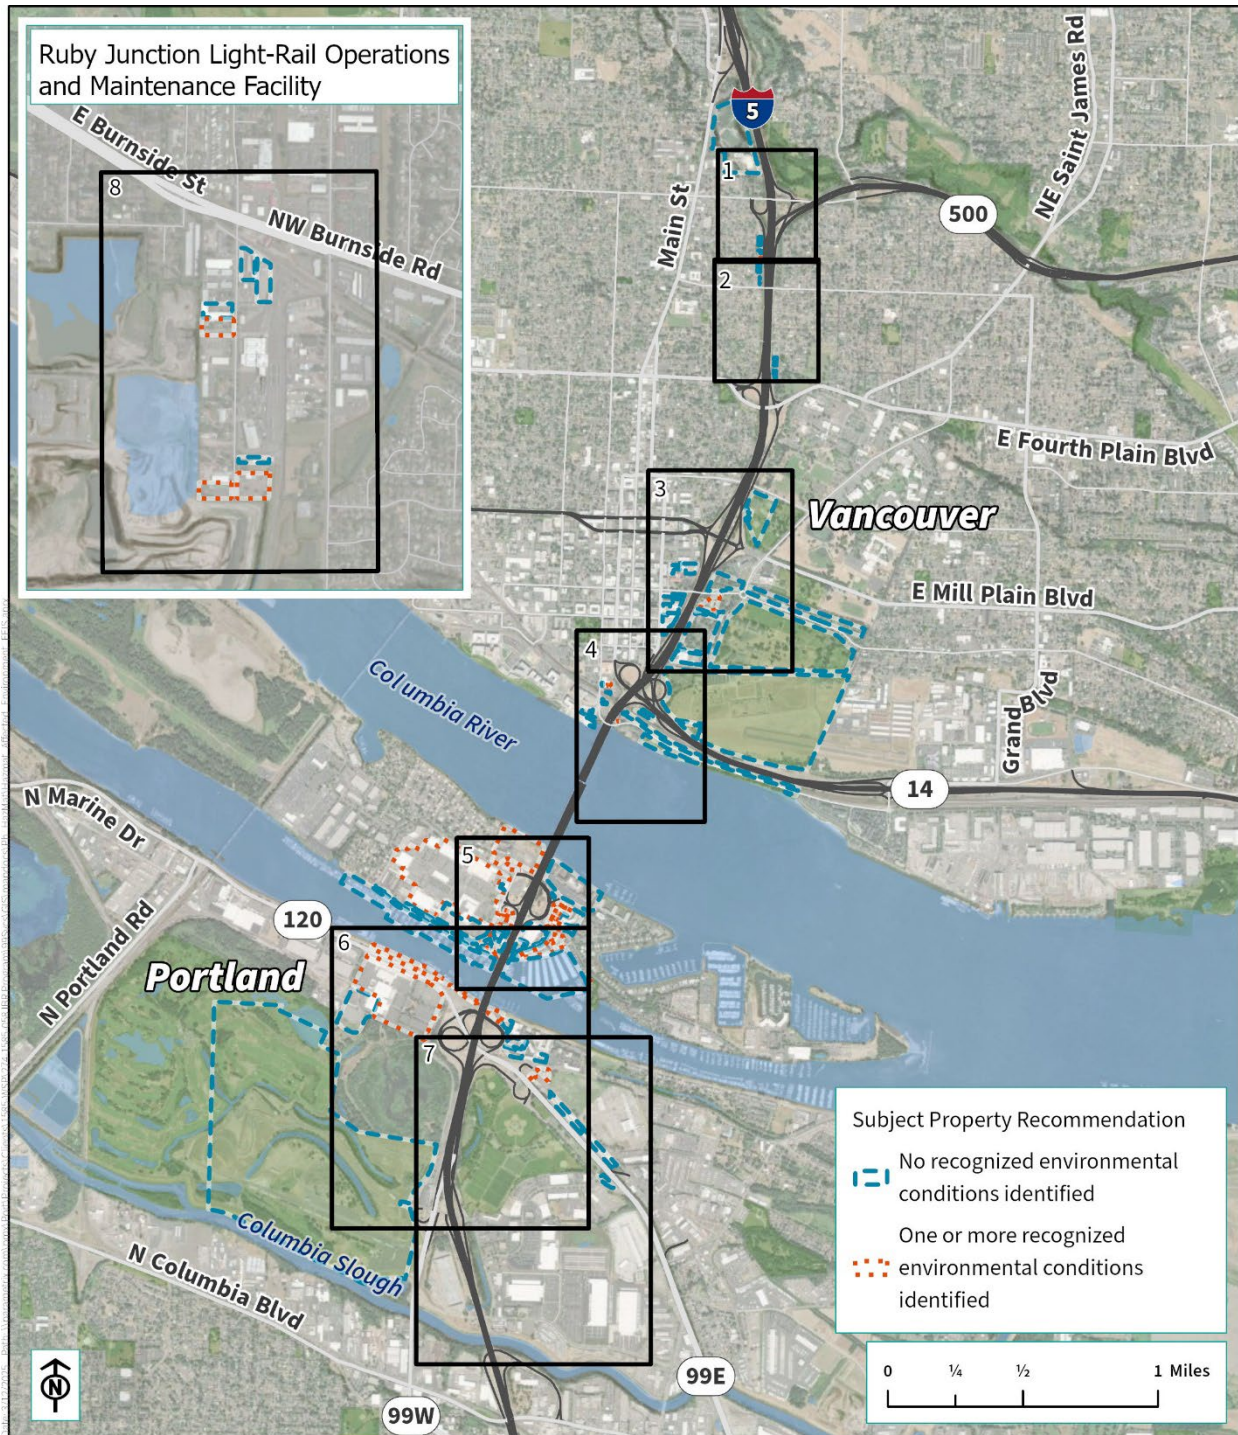 Ruby Junction Light-Rail Operations
and Maintenance Facility
E Burnside St
8
NW Burnside Rd
5
1
Main St
NE Saint James Rd
500
2
E Fourth Plain Blvd
3
Vancouver
E Mill Plain Blvd
4
Columbia River
Grand Blvd
14
N Marine Dr
5
120
6
N Portland Rd
Portland
7
Columbia Slough
N Columbia Blvd
99E
99W
Subject Property Recommendation
No recognized environmental
conditions identified
One or more recognized
environmental conditions
identified
0 ¼ ½ 1 Miles
N